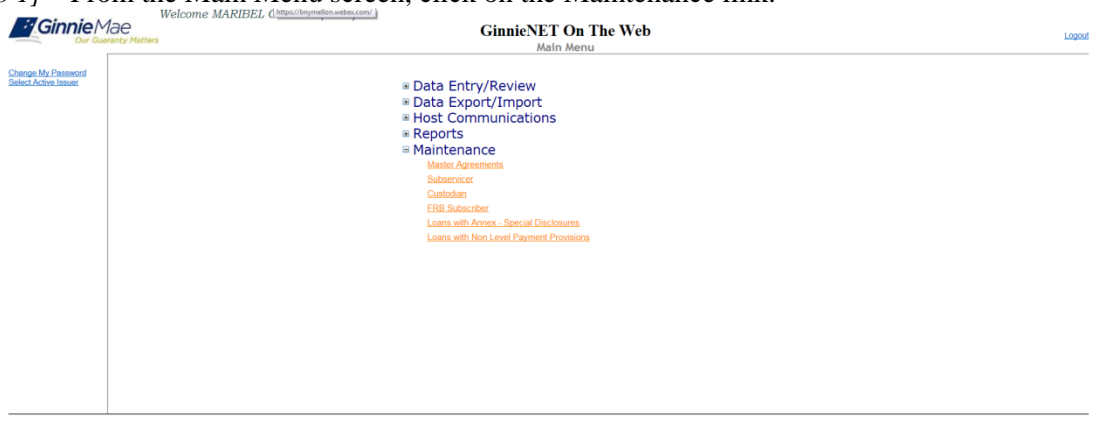 From the Main Menu screen, click on the Maintenance link.
GinnieMae
Our Guaranty Matters
Welcome MARIBEL
https://bnymellon.webex.com/
GinnieNET On The Web
Main Menu
Logout
Change My Password
Select Active Issuer
Data Entry/Review
Data Export/Import
Host Communications
Reports
Maintenance
Master Agreements
Subservicer
Custodian
FRB Subscriber
Loans with Annex - Special Disclosures
Loans with Non Level Payment Provisions